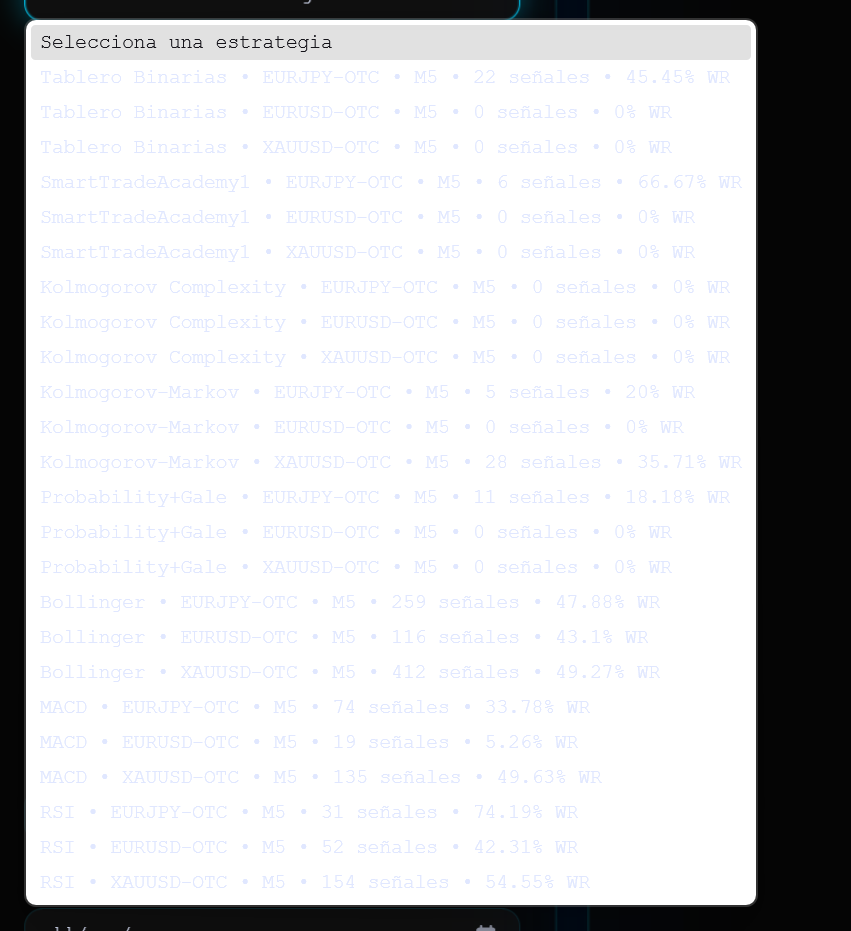 Selecciona una estrategia
Tablero Binarias • EURJPY-OTC • M5 • 22 señales • 45.45% WR
Tablero Binarias • EURUSD-OTC • M5 • 0 señales • 0% WR
Tablero Binarias • XAUUSD-OTC • M5 • 0 señales • 0% WR
SmartTradeAcademy1 • EURJPY-OTC • M5 • 6 señales • 66.67% WR
SmartTradeAcademy1 • EURUSD-OTC • M5 • 0 señales • 0% WR
SmartTradeAcademy1 • XAUUSD-OTC • M5 • 0 señales • 0% WR
Kolmogorov Complexity • EURJPY-OTC • M5 • 0 señales • 0% WR
Kolmogorov Complexity • EURUSD-OTC • M5 • 0 señales • 0% WR
Kolmogorov Complexity • XAUUSD-OTC • M5 • 0 señales • 0% WR
Kolmogorov-Markov • EURJPY-OTC • M5 • 5 señales • 20% WR
Kolmogorov-Markov • EURUSD-OTC • M5 • 0 señales • 0% WR
Kolmogorov-Markov • XAUUSD-OTC • M5 • 28 señales • 35.71% WR
Probability+Gale • EURJPY-OTC • M5 • 11 señales • 18.18% WR
Probability+Gale • EURUSD-OTC • M5 • 0 señales • 0% WR
Probability+Gale • XAUUSD-OTC • M5 • 0 señales • 0% WR
Bollinger • EURJPY-OTC • M5 • 259 señales • 47.88% WR
Bollinger • EURUSD-OTC • M5 • 116 señales • 43.1% WR
Bollinger • XAUUSD-OTC • M5 • 412 señales • 49.27% WR
MACD • EURJPY-OTC • M5 • 74 señales • 33.78% WR
MACD • EURUSD-OTC • M5 • 19 señales • 5.26% WR
MACD • XAUUSD-OTC • M5 • 135 señales • 49.63% WR
RSI • EURJPY-OTC • M5 • 31 señales • 74.19% WR
RSI • EURUSD-OTC • M5 • 52 señales • 42.31% WR
RSI • XAUUSD-OTC • M5 • 154 señales • 54.55% WR